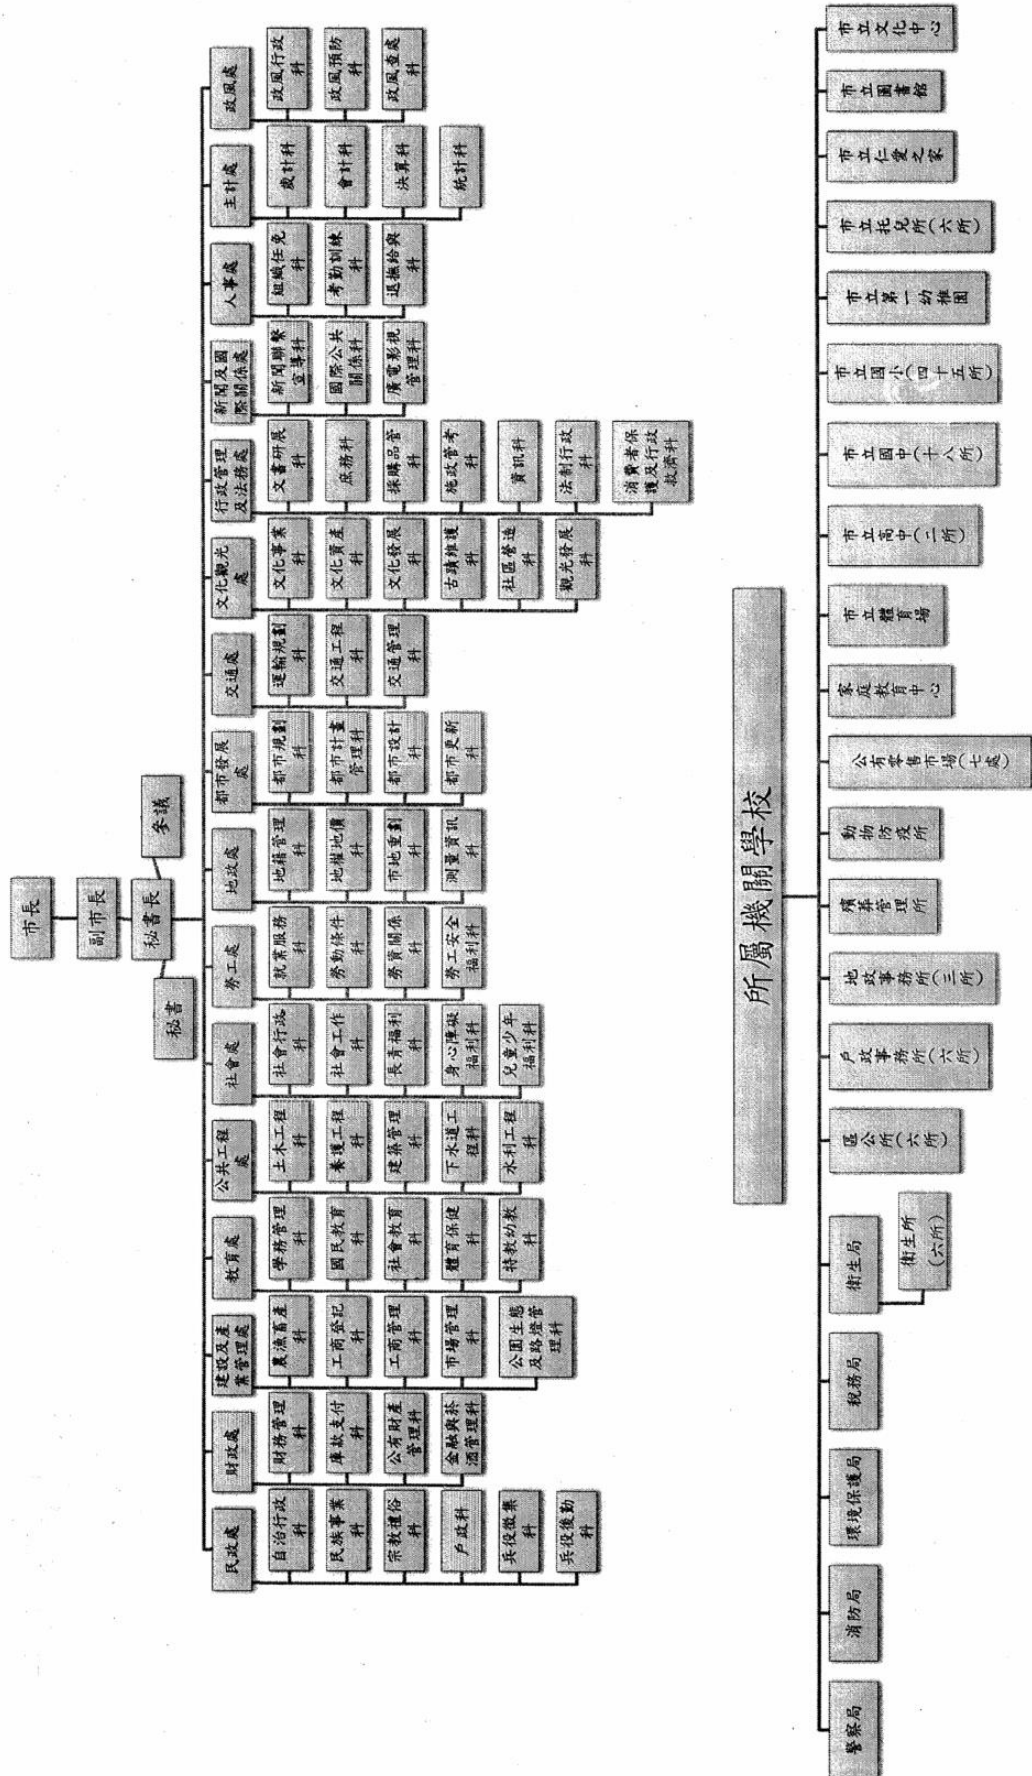 市長
副市長
秘書長
秘書
參議
民政處
自治行政
科
民族事業
科
宗教禮俗
科
戶政科
兵役徵集
科
兵役後勤
科
財政處
財務管理
科
庫款支付
科
公有財產
管理科
金融與菸
酒管理科
建設及產
業管理處
農漁畜產
科
工商登記
科
工商管理
科
市場管理
科
公園生態
及路燈管
理科
教育處
學務管理
科
國民教育
科
社會教育
科
體育保健
科
特教幼教
科
公共工程
處
土木工程
科
養護工程
科
建築管理
科
下水道工
程科
水利工程
科
社會處
社會行政
科
社會工作
科
長青福利
科
身心障礙
福利科
兒童少年
福利科
勞工處
就業服務
科
勞動條件
科
勞資關係
科
勞工安全
福利科
地政處
地籍管理
科
地權地價
科
市地重劃
科
測量資訊
科
都市發展
處
都市規劃
科
都市計畫
管理科
都市設計
科
都市更新
科
交通處
運輸規劃
科
交通工程
科
交通管理
科
文化觀光
處
文化事業
科
文化資產
科
文化發展
科
古蹟維護
科
社區營造
科
觀光發展
科
行政管理
及法務處
文書研展
科
庶務科
採購品管
科
施政管考
科
資訊科
法制行政
科
消費者保
護及行政
救濟科
新聞及國
際關係處
新聞聯繫
宣導科
國際公共
關係科
廣電影視
管理科
人事處
組織任免
科
考勤訓練
科
退撫給與
科
主計處
歲計科
會計科
決算科
統計科
政風處
政風行政
科
政風預防
科
政風查處
科
所屬機關學校
警察局
消防局
環境保護局
稅務局
衛生局
衛生所
(六所)
區公所(六所)
戶政事務所(六所)
地政事務所(三所)
殯葬管理所
動物防疫所
公有零售市場(七處)
家庭教育中心
市立體育場
市立高中(二所)
市立國中(十八所)
市立國小(四十五所)
市立第一幼稚園
市立托兒所(六所)
市立仁愛之家
市立圖書館
市立文化中心